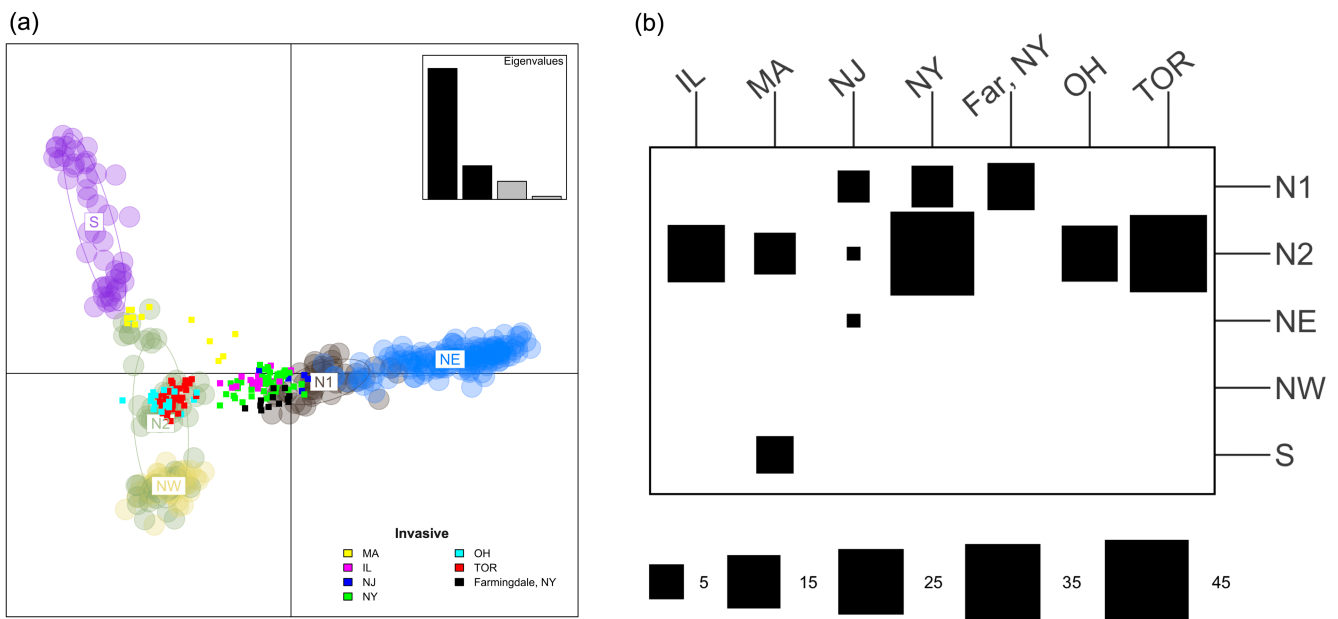 (a)
Eigenvalues
S
NE
N1
N2
NW
Invasive
MA
IL
NJ
NY
OH
TOR
Farmingdale, NY
(b)
IL MA NJ NY Far, NY OH TOR
N1
N2
NE
NW
S
5 15 25 35 45